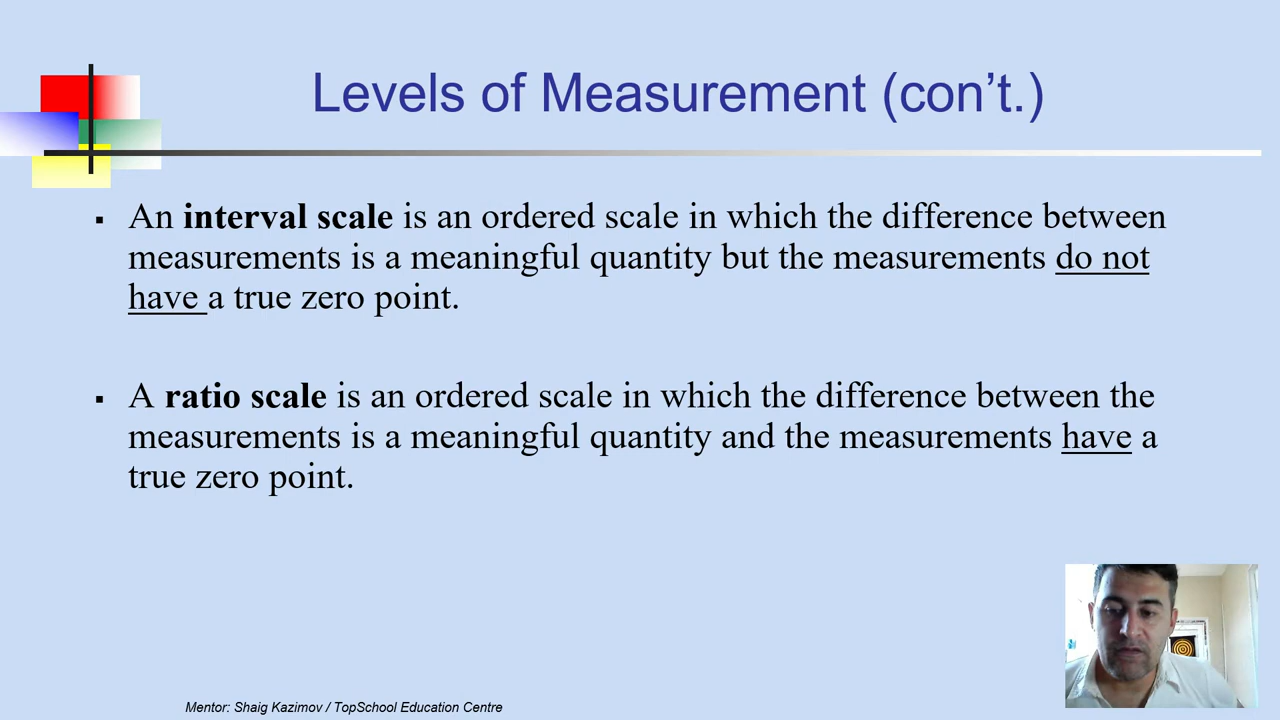 Levels of Measurement (con’t.)
▪ An interval scale is an ordered scale in which the difference between
measurements is a meaningful quantity but the measurements do not
have a true zero point.
▪ A ratio scale is an ordered scale in which the difference between the
measurements is a meaningful quantity and the measurements have a
true zero point.
Mentor: Shaig Kazimov / TopSchool Education Centre